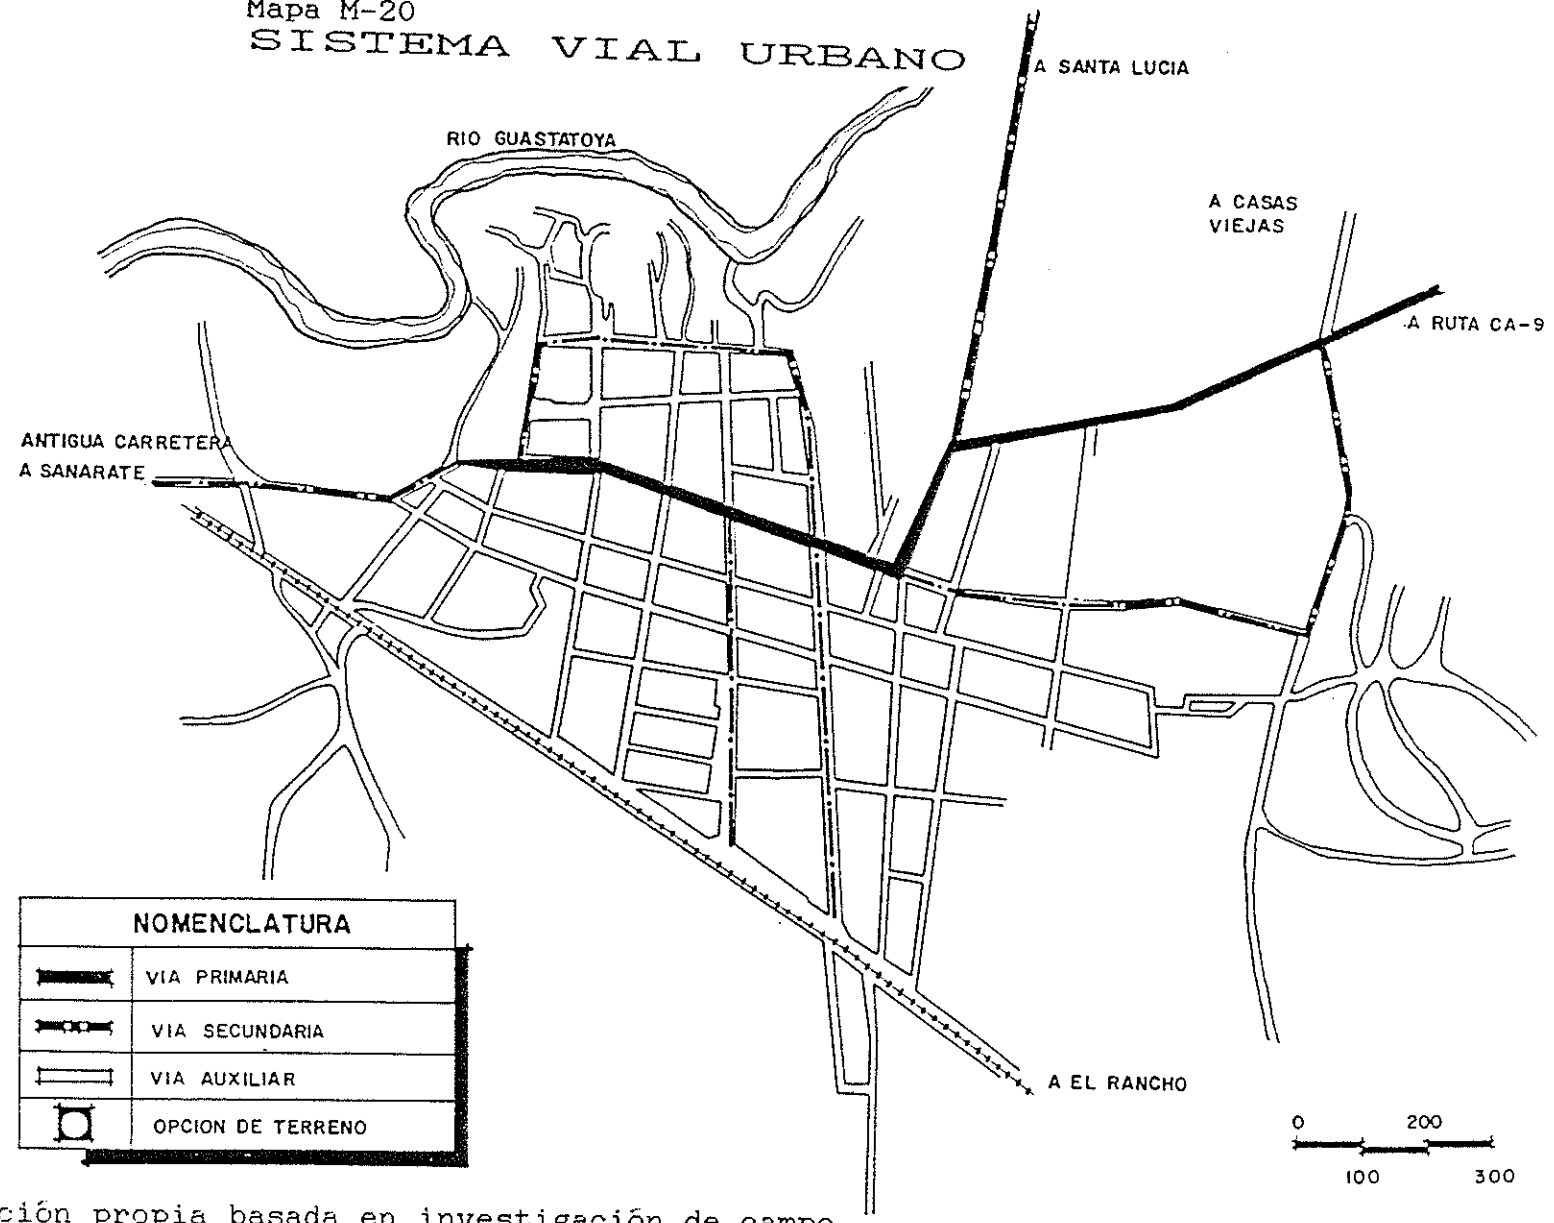 Mapa M-20
SISTEMA VIAL URBANO
A SANTA LUCIA
RIO GUASTATOYA
A CASAS
VIEJAS
A RUTA CA-9
ANTIGUA CARRETERA
A SANARATE
NOMENCLATURA
VIA PRIMARIA
VIA SECUNDARIA
VIA AUXILIAR
OPCION DE TERRENO
A EL RANCHO
0 200
100 300
ción propia basada en investigación de campo